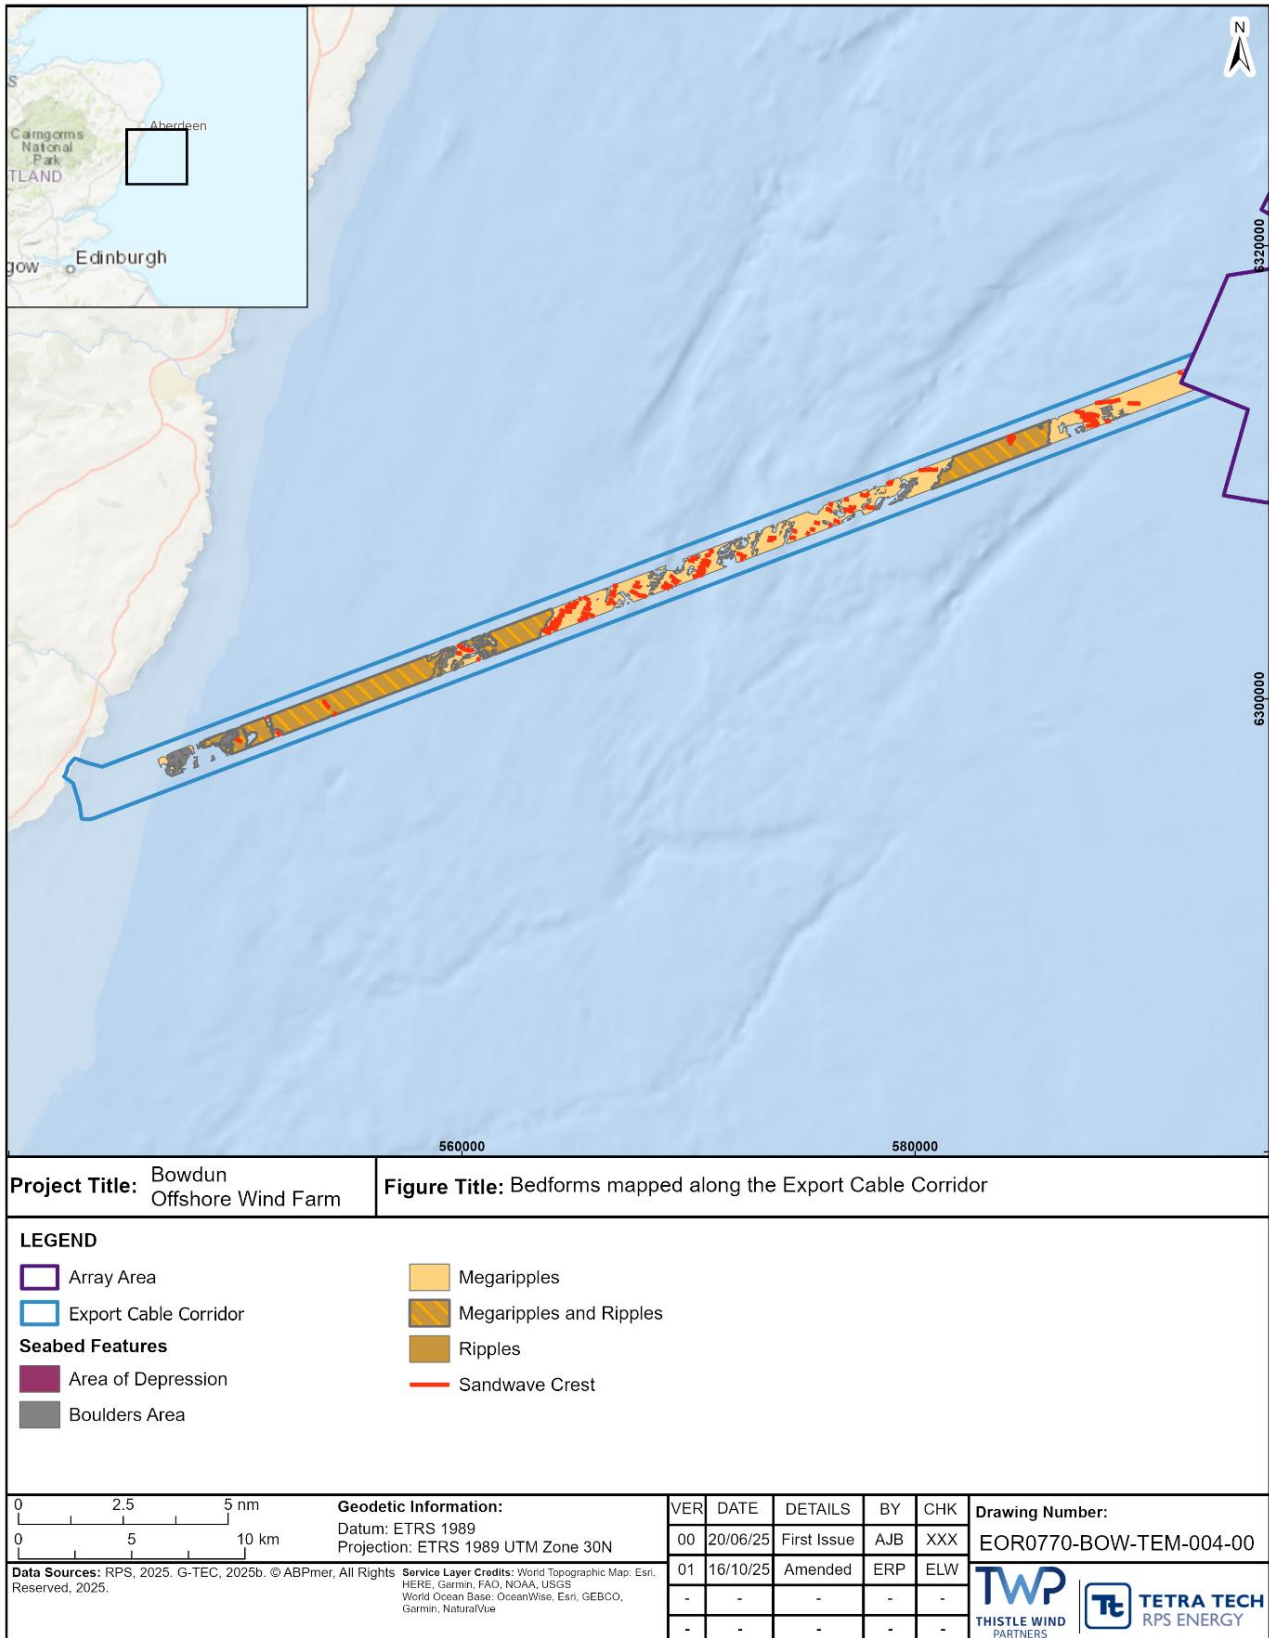 N
Aberdeen
Cairngorms
National
Park
TLAND
Edinburgh
gow
6320000
6300000
560000
580000
Project Title: Bowdun
Offshore Wind Farm
Figure Title: Bedforms mapped along the Export Cable Corridor
LEGEND
Array Area
Export Cable Corridor
Seabed Features
Area of Depression
Boulders Area
Megaripples
Megaripples and Ripples
Ripples
Sandwave Crest
0 2.5 5 nm
0 5 10 km
Geodetic Information:
Datum: ETRS 1989
Projection: ETRS 1989 UTM Zone 30N
Data Sources: RPS, 2025. G-TEC, 2025b. © ABPmer, All Rights
Reserved, 2025.
Service Layer Credits: World Topographic Map: Esri,
HERE, Garmin, FAO, NOAA, USGS
World Ocean Base: OceanWise, Esri, GEBCO,
Garmin, NaturalVue
VER DATE DETAILS BY CHK
00 20/06/25 First Issue AJB XXX
01 16/10/25 Amended ERP ELW
- - - - -
- - - - -
Drawing Number:
EOR0770-BOW-TEM-004-00
TWP
THISTLE WIND
PARTNERS
Tt
TETRA TECH
RPS ENERGY